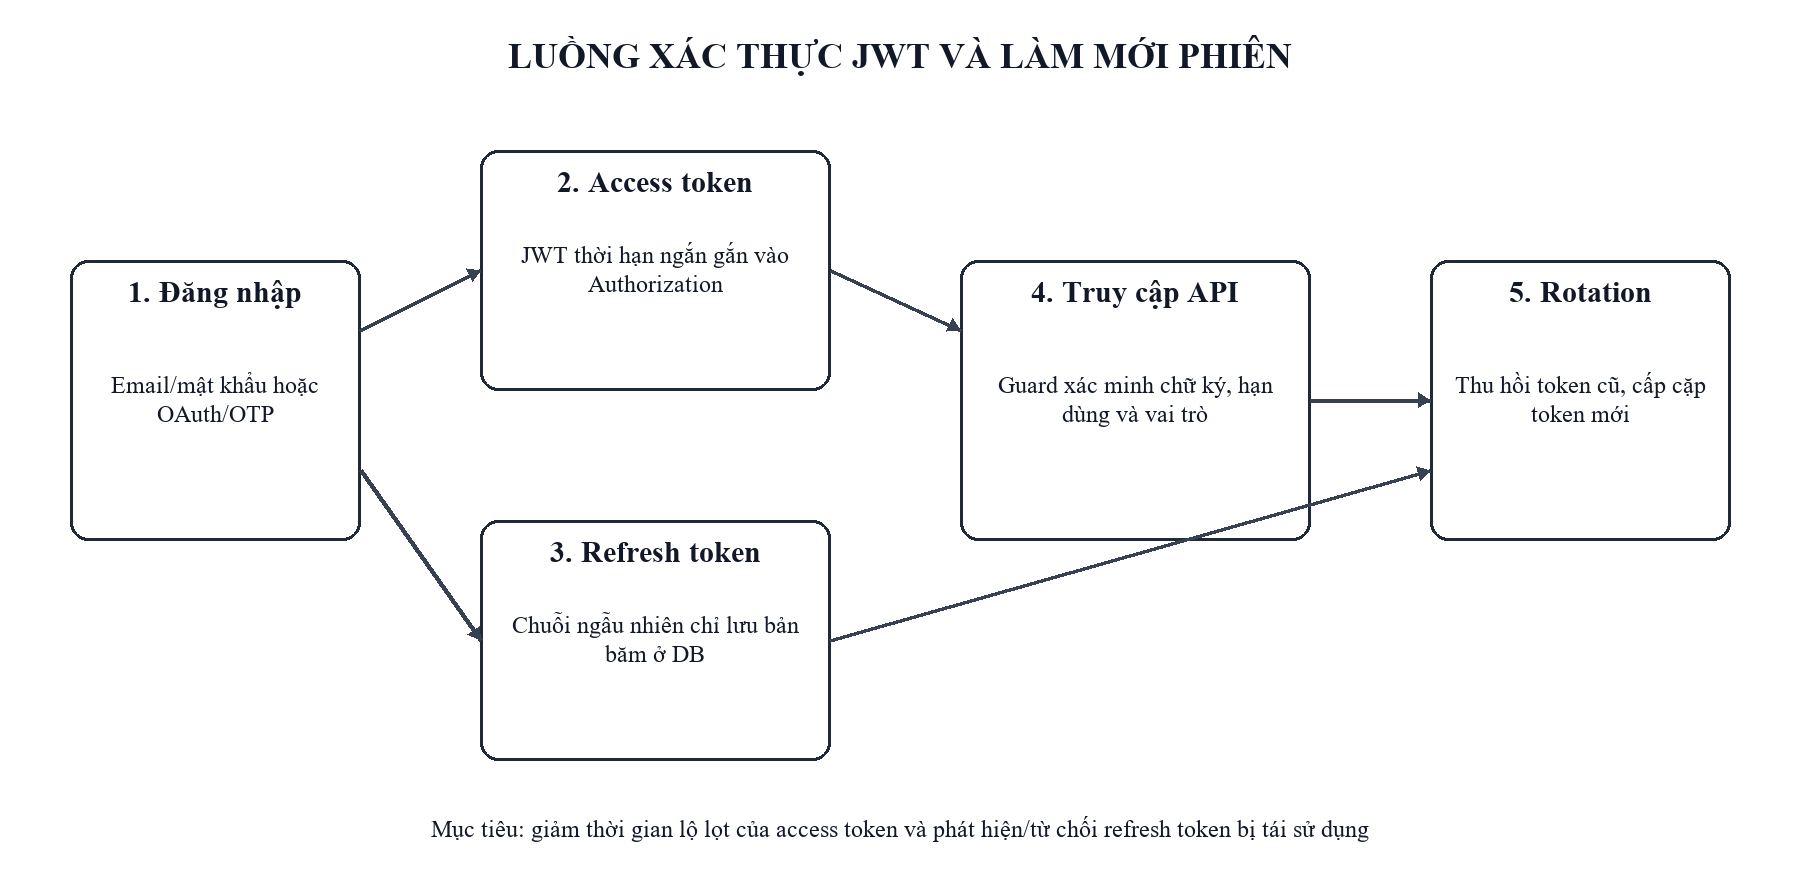 LUỒNG XÁC THỰC JWT VÀ LÀM MỚI PHIÊN
1. Đăng nhập
Email/mật khẩu hoặc
OAuth/OTP
2. Access token
JWT thời hạn ngắn gắn vào
Authorization
3. Refresh token
Chuỗi ngẫu nhiên chỉ lưu bản
băm ở DB
4. Truy cập API
Guard xác minh chữ ký, hạn
dùng và vai trò
5. Rotation
Thu hồi token cũ, cấp cặp
token mới
Mục tiêu: giảm thời gian lộ lọt của access token và phát hiện/từ chối refresh token bị tái sử dụng